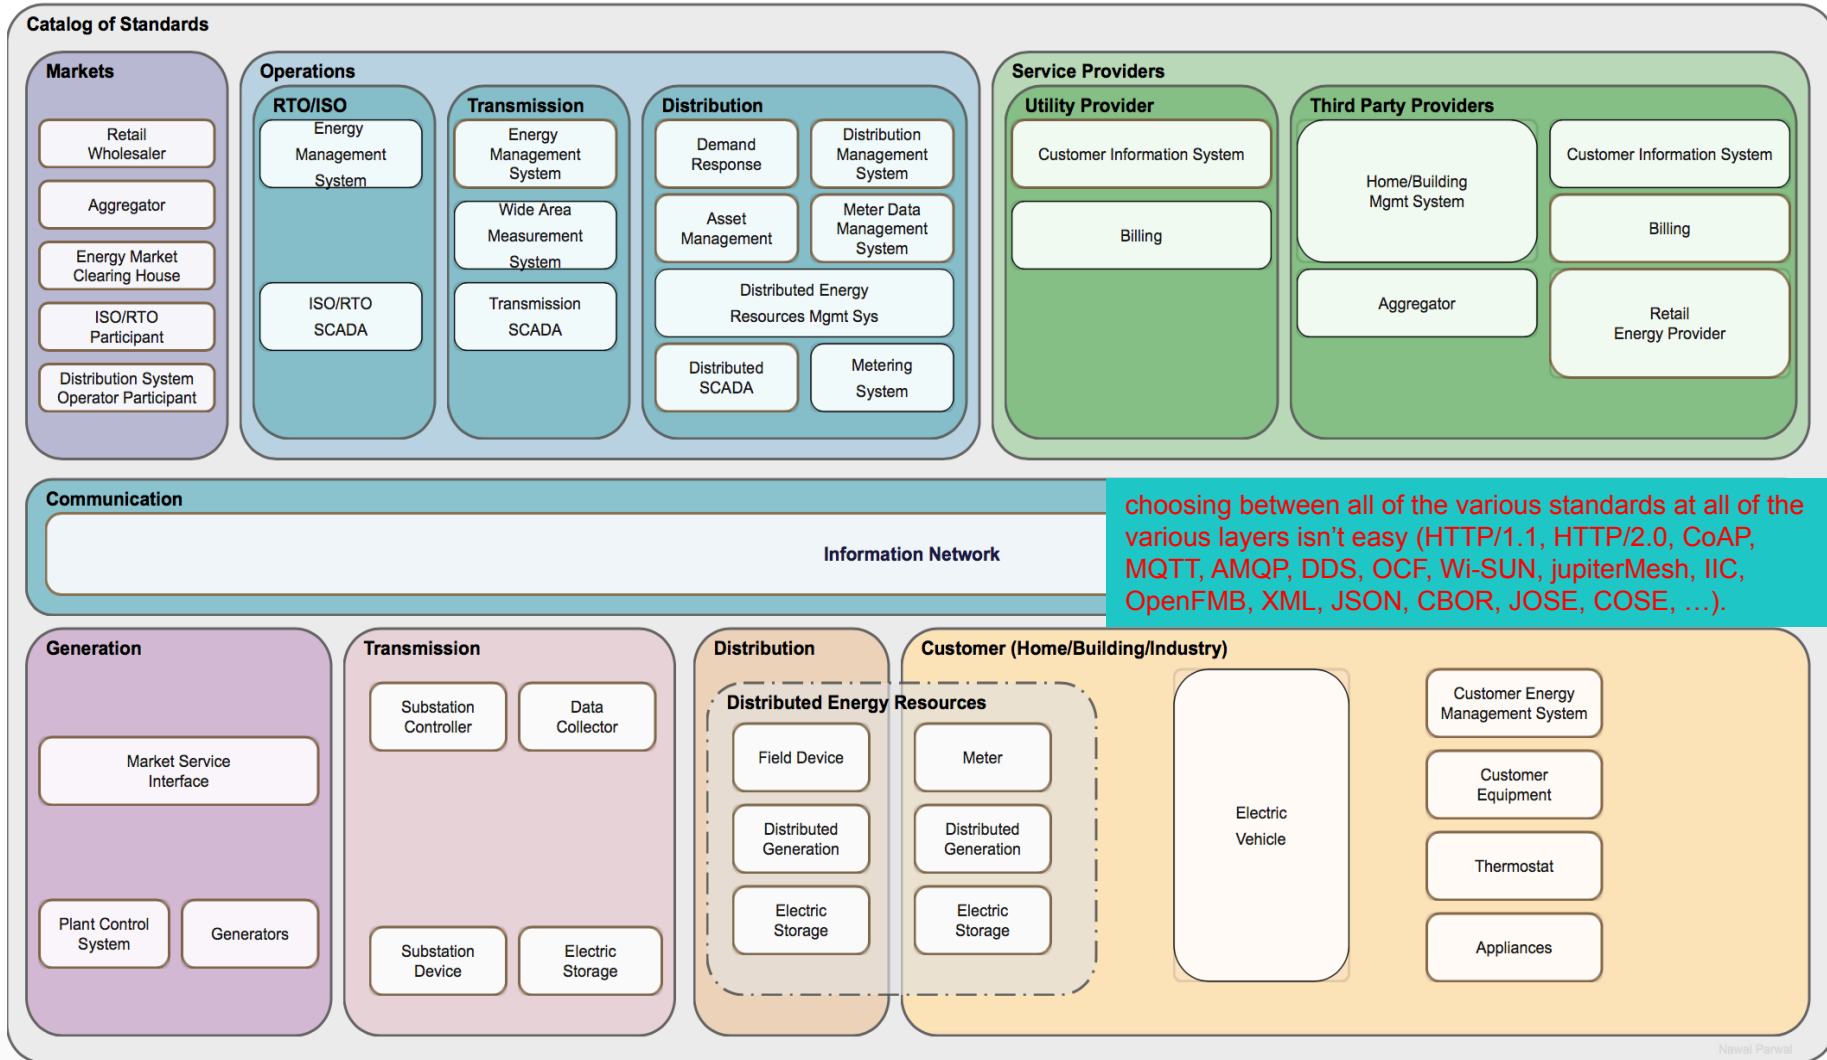 Catalog of Standards
Markets
Retail
Wholesaler
Aggregator
Energy Market
Clearing House
ISO/RTO
Participant
Distribution System
Operator Participant
Operations
RTO/ISO
Energy
Management
System
ISO/RTO
SCADA
Transmission
Energy
Management
System
Wide Area
Measurement
System
Transmission
SCADA
Distribution
Demand
Response
Distribution
Management
System
Asset
Management
Meter Data
Management
System
Distributed Energy
Resources Mgmt Sys
Distributed
SCADA
Metering
System
Service Providers
Utility Provider
Customer Information System
Billing
Third Party Providers
Home/Building
Mgmt System
Customer Information System
Billing
Aggregator
Retail
Energy Provider
Communication
Information Network
choosing between all of the various standards at all of the
various layers isn't easy (HTTP/1.1, HTTP/2.0, CoAP,
MQTT, AMQP, DDS, OCF, Wi-SUN, jupiterMesh, IIC,
OpenFMB, XML, JSON, CBOR, JOSE, COSE, …).
Generation
Market Service
Interface
Plant Control
System
Generators
Transmission
Substation
Controller
Data
Collector
Substation
Device
Electric
Storage
Distribution
Customer (Home/Building/Industry)
Distributed Energy Resources
Field Device
Meter
Distributed
Generation
Distributed
Generation
Electric
Storage
Electric
Storage
Electric
Vehicle
Customer Energy
Management System
Customer
Equipment
Thermostat
Appliances
Nawal Parwal